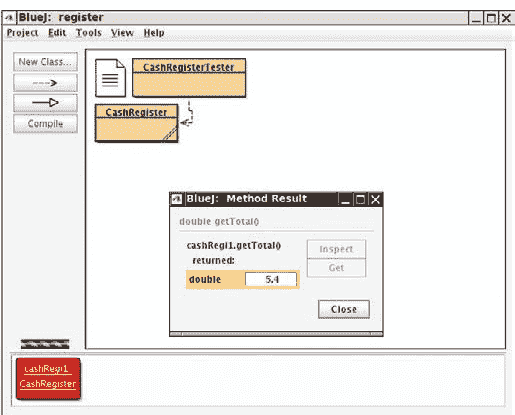 BlueJ: register
Project Edit Tools View Help
New Class...
Compile
CashRegisterTester
CashRegister
BlueJ: Method Result
double getTotal()
cashRegi1.getTotal()
returned:
double 5.4
Inspect
Get
Close
cashRegi1
CashRegister